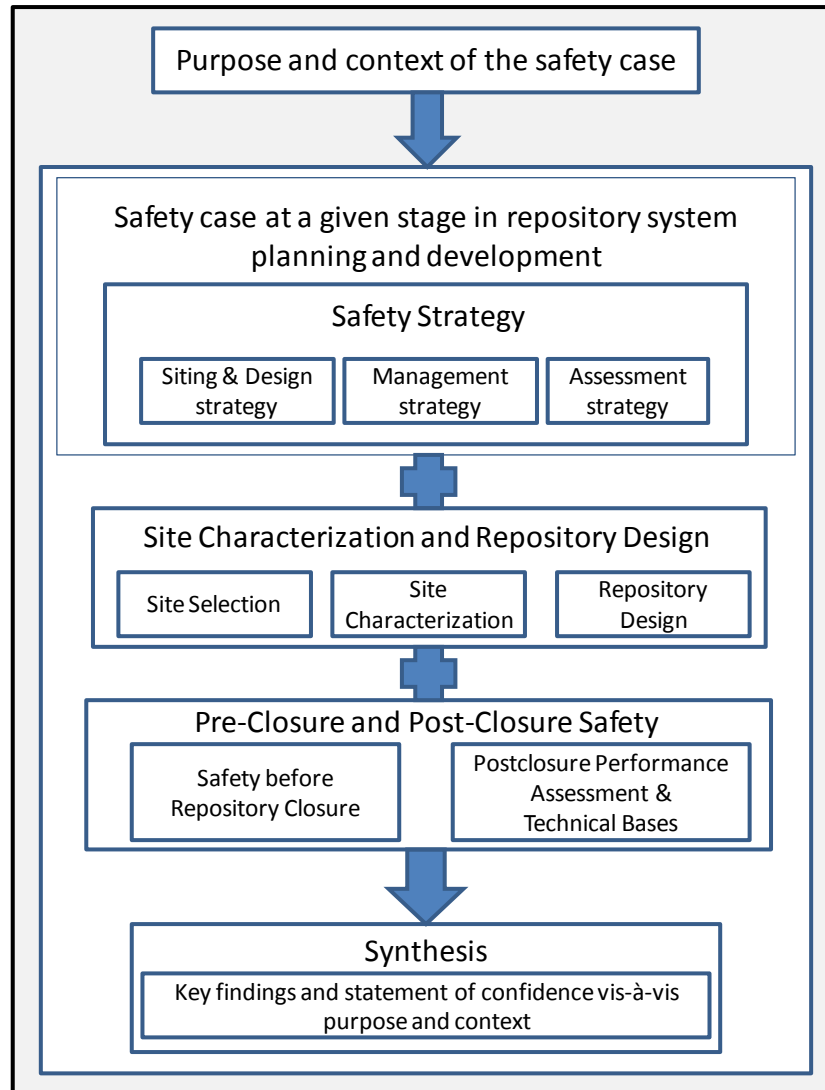 Purpose and context of the safety case
Safety case at a given stage in repository system
planning and development
Safety Strategy
Siting & Design
strategy
Management
strategy
Assessment
strategy
Site Characterization and Repository Design
Site Selection
Site
Characterization
Repository
Design
Pre-Closure and Post-Closure Safety
Safety before
Repository Closure
Postclosure Performance
Assessment &
Technical Bases
Synthesis
Key findings and statement of confidence vis-à-vis
purpose and context